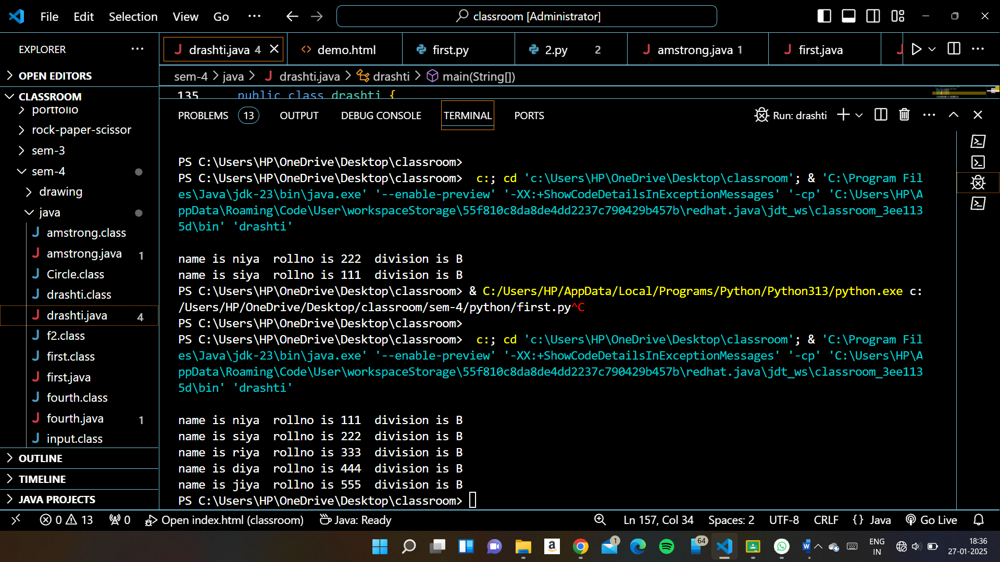 File Edit Selection View Go ··· classroom [Administrator]
EXPLORER ···
drashti.java 4
demo.html
first.py
2.py 2
amstrong.java 1
first.java
OPEN EDITORS
CLASSROOM
portfolio
rock-paper-scissor
sem-3
sem-4
drawing
java
amstrong.class
amstrong.java 1
Circle.class
drashti.class
drashti.java 4
f2.class
first.class
first.java
fourth.class
fourth.java 1
input.class
OUTLINE
TIMELINE
JAVA PROJECTS
sem-4 > java > drashti.java > drashti > main(String[])
135 public class drashti {
PROBLEMS 13 OUTPUT DEBUG CONSOLE TERMINAL PORTS Run: drashti
PS C:\Users\HP\OneDrive\Desktop\classroom>
PS C:\Users\HP\OneDrive\Desktop\classroom>  c:; cd 'c:\Users\HP\OneDrive\Desktop\classroom'; & 'C:\Program Fil
es\Java\jdk-23\bin\java.exe' '--enable-preview' '-XX:+ShowCodeDetailsInExceptionMessages' '-cp' 'C:\Users\HP\A
ppData\Roaming\Code\User\workspaceStorage\55f810c8da8de4dd2237c790429b457b\redhat.java\jdt_ws\classroom_3ee113
5d\bin' 'drashti'
name is niya  rollno is 222  division is B
name is siya  rollno is 111  division is B
PS C:\Users\HP\OneDrive\Desktop\classroom> & C:/Users/HP/AppData/Local/Programs/Python/Python313/python.exe c:
/Users/HP/OneDrive/Desktop/classroom/sem-4/python/first.py^C
PS C:\Users\HP\OneDrive\Desktop\classroom>
PS C:\Users\HP\OneDrive\Desktop\classroom>  c:; cd 'c:\Users\HP\OneDrive\Desktop\classroom'; & 'C:\Program Fil
es\Java\jdk-23\bin\java.exe' '--enable-preview' '-XX:+ShowCodeDetailsInExceptionMessages' '-cp' 'C:\Users\HP\A
ppData\Roaming\Code\User\workspaceStorage\55f810c8da8de4dd2237c790429b457b\redhat.java\jdt_ws\classroom_3ee113
5d\bin' 'drashti'
name is niya  rollno is 111  division is B
name is siya  rollno is 222  division is B
name is riya  rollno is 333  division is B
name is diya  rollno is 444  division is B
name is jiya  rollno is 555  division is B
PS C:\Users\HP\OneDrive\Desktop\classroom>
0 13 0 Open index.html (classroom) Java: Ready Ln 157, Col 34 Spaces: 2 UTF-8 CRLF {} Java Go Live
1 64 ENG 18:36
IN 27-01-2025